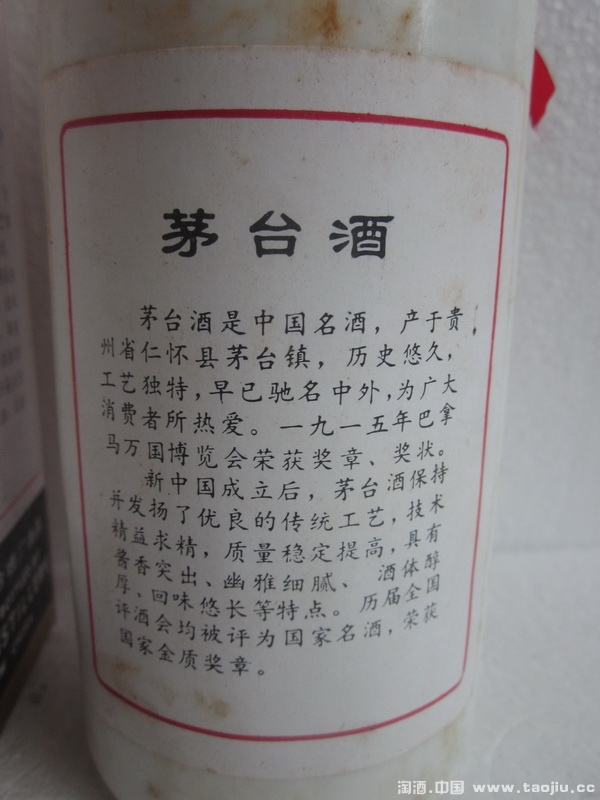 茅台酒
茅台酒是中国名酒，产于贵
州省仁怀县茅台镇，历史悠久，
工艺独特，早已驰名中外，为广大
消费者所热爱。一九一五年巴拿
马万国博览会荣获奖章、奖状。
新中国成立后，茅台酒保持
并发扬了优良的传统工艺，技术
精益求精，质量稳定提高，具有
酱香突出、幽雅细腻、酒体醇
厚、回味悠长等特点。历届全国
评酒会均被评为国家名酒，荣获
国家金质奖章。
淘酒.中国 www.taojiu.cc